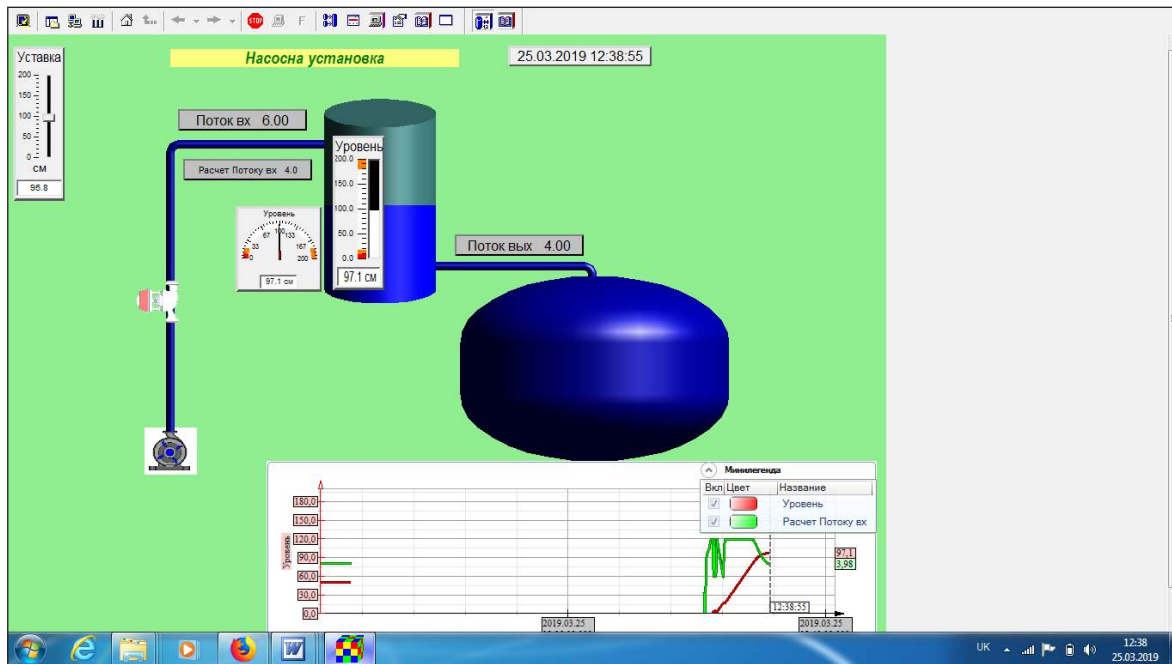 STOP
F
Уставка
200
150
100
50
0
см
95.8
Насосна установка
25.03.2019 12:38:55
Поток вх 6.00
Расчет Потоку вх 4.0
Уровень
200.0
150.0
100.0
50.0
0.0
97.1 см
Уровень
0
33
67
100
133
167
200
97.1 см
Поток вых 4.00
Минилегенда
Вкл Цвет Название
Уровень
Расчет Потоку вх
Уровень
180,0
150,0
120,0
90,0
60,0
30,0
0,0
97,1
3,98
12:38:55
2019.03.25
2019.03.25
UK
12:38
25.03.2019